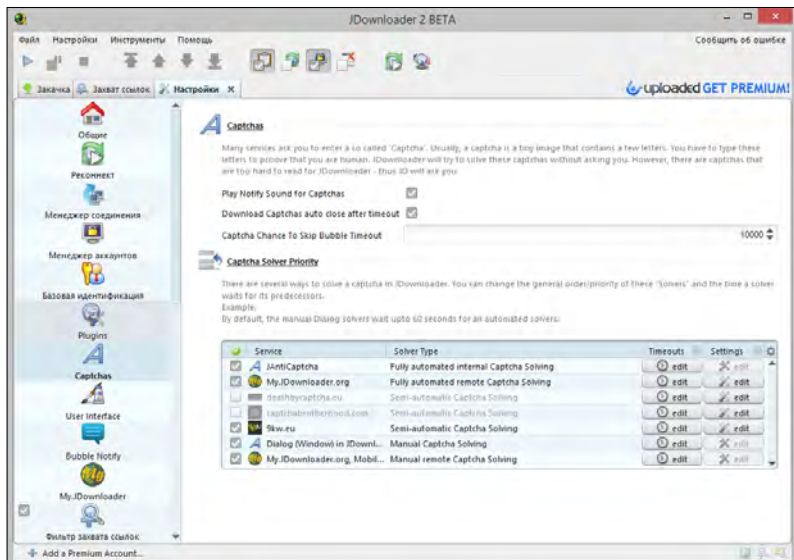 JDownloader 2 BETA
Файл Настройки Инструменты Помощь
Сообщить об ошибке
Закачка Захват ссылок Настройки X
uploaded GET PREMIUM!
Общие
Реконнект
Менеджер соединения
Менеджер аккаунтов
Базовая идентификация
Plugins
Captchas
User Interface
Bubble Notify
My.JDownloader
Фильтр захвата ссылок
Captchas
Many services ask you to enter a so called 'Captcha'. Usually, a captcha is a tiny image that contains a few letters. You have to type these
letters to proove that you are human. JDownloader will try to solve these captchas without asking you. However, there are captchas that
are too hard to read for JDownloader - thus JD will ask you.
Play Notify Sound for Captchas
Download Captchas auto close after timeout
Captcha Chance To Skip Bubble Timeout 10000
Captcha Solver Priority
There are several ways to solve a captcha in JDownloader. You can change the general order/priority of these "Solvers" and the time a solver
waits for its predecessors.
Example:
By default, the manual Dialog solvers wait upto 60 seconds for an automated solvers.
Service Solver Type Timeouts Settings
JAntiCaptcha Fully automated internal Captcha Solving edit edit
My.JDownloader.org Fully automated remote Captcha Solving edit edit
deathbycaptcha.eu Semi-automatic Captcha Solving edit edit
captchabrotherhood.com Semi-automatic Captcha Solving edit edit
9kw.eu Semi-automatic Captcha Solving edit edit
Dialog (Window) in JDownl... Manual Captcha Solving edit edit
My.JDownloader.org, Mobil... Manual remote Captcha Solving edit edit
Add a Premium Account...